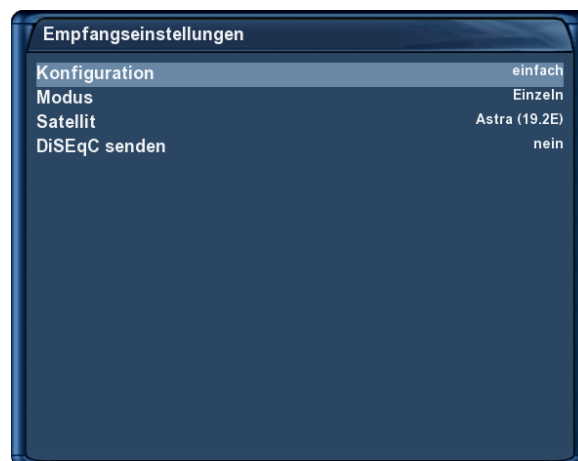 Empfangseinstellungen
Konfiguration einfach
Modus Einzeln
Satellit Astra (19.2E)
DiSEqC senden nein